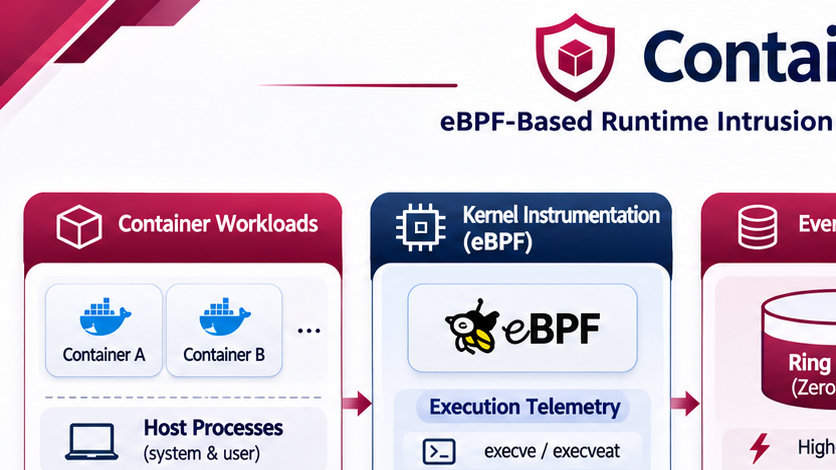 Contai
eBPF-Based Runtime Intrusion
Container Workloads
Container A
Container B
...
Host Processes
(system & user)
Kernel Instrumentation
(eBPF)
eBPF
Execution Telemetry
execve / execveat
Even
Ring
(Zero
High